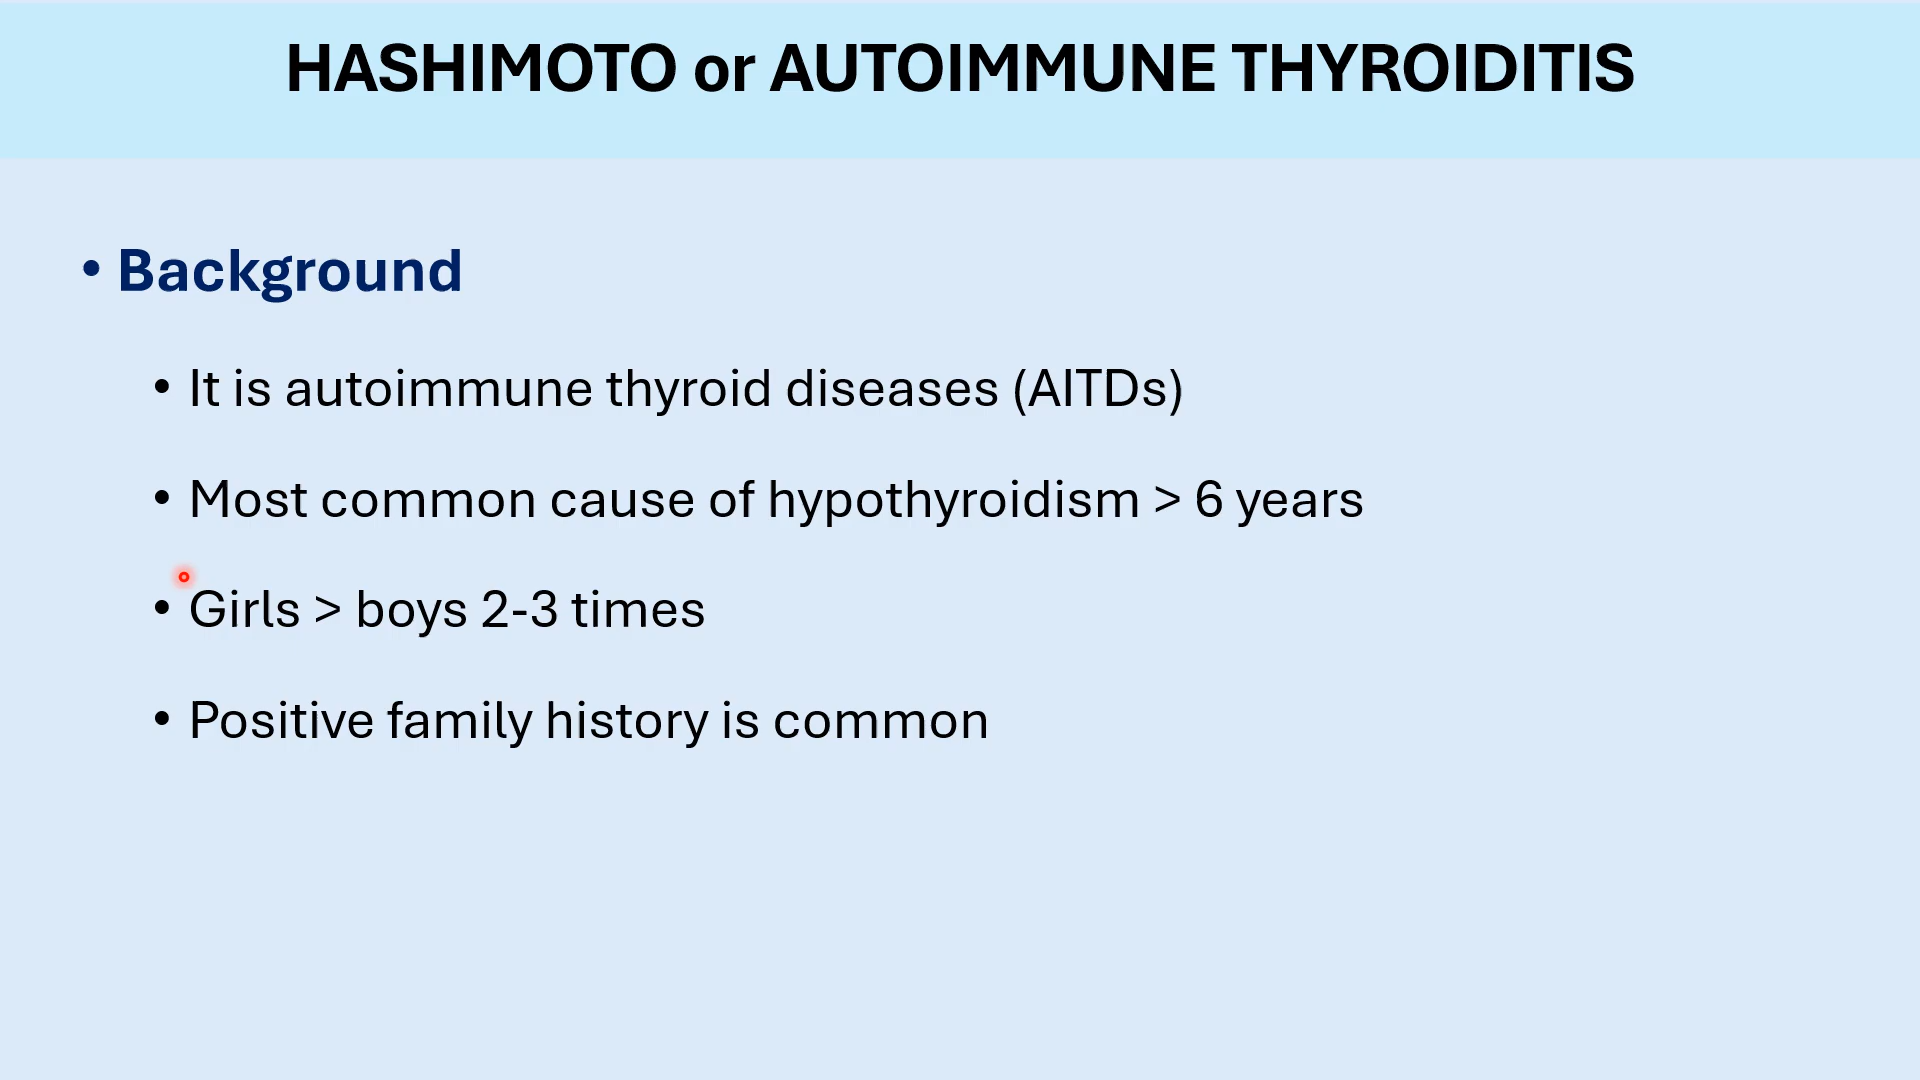 HASHIMOTO or AUTOIMMUNE THYROIDITIS
• Background
• It is autoimmune thyroid diseases (AITDs)
• Most common cause of hypothyroidism > 6 years
• Girls > boys 2-3 times
• Positive family history is common